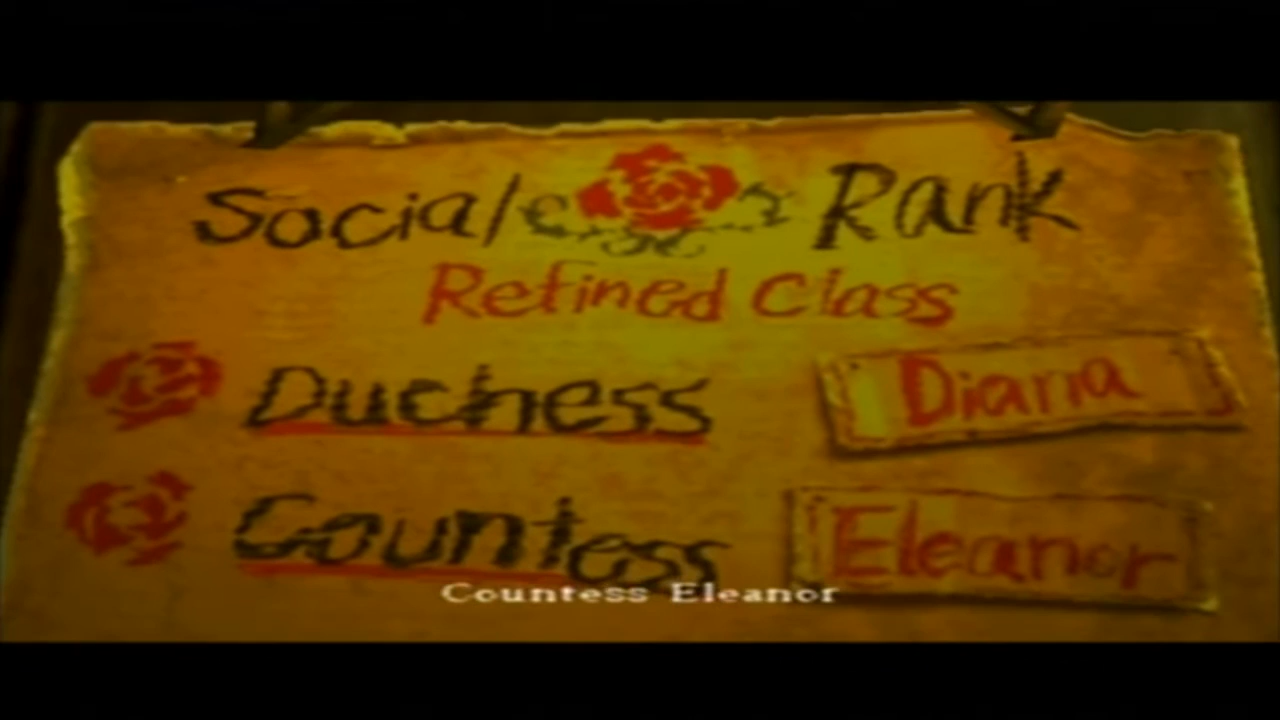 Social Rank
Refined Class
Duchess Diana
Countess Eleanor
Countess Eleanor